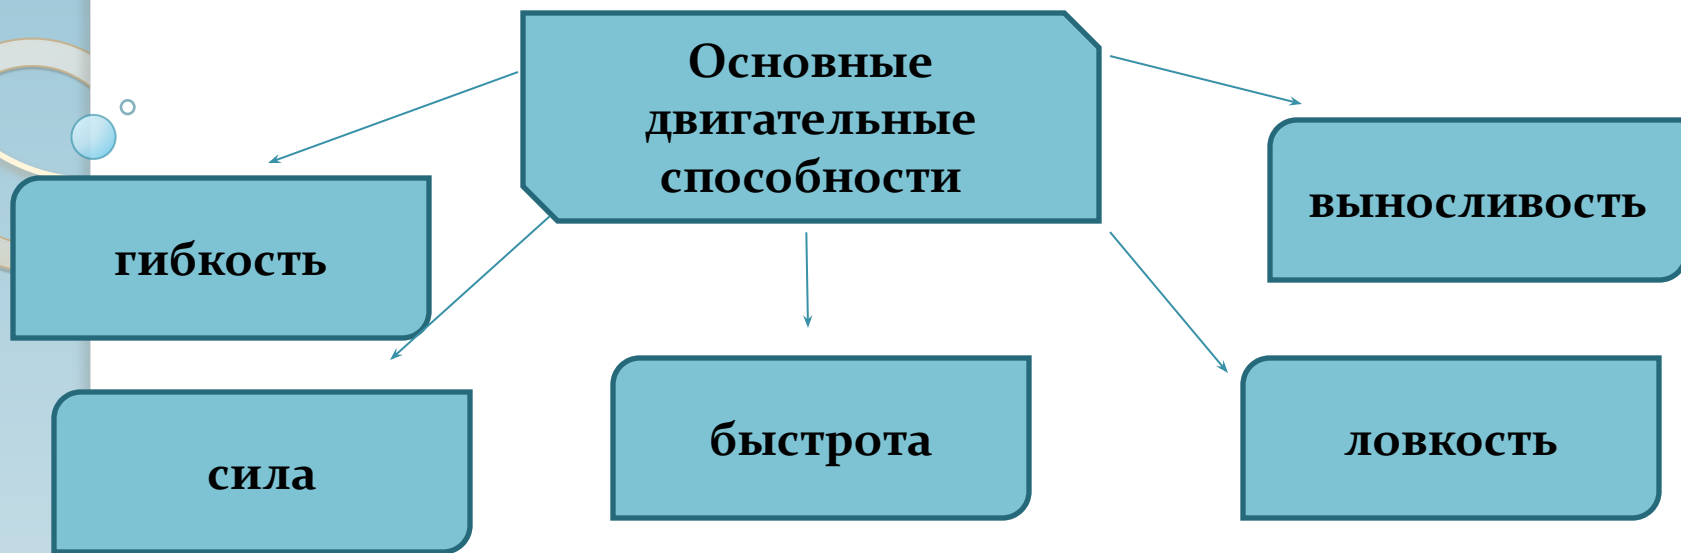 Основные
двигательные
способности
выносливость
гибкость
быстрота
ловкость
сила